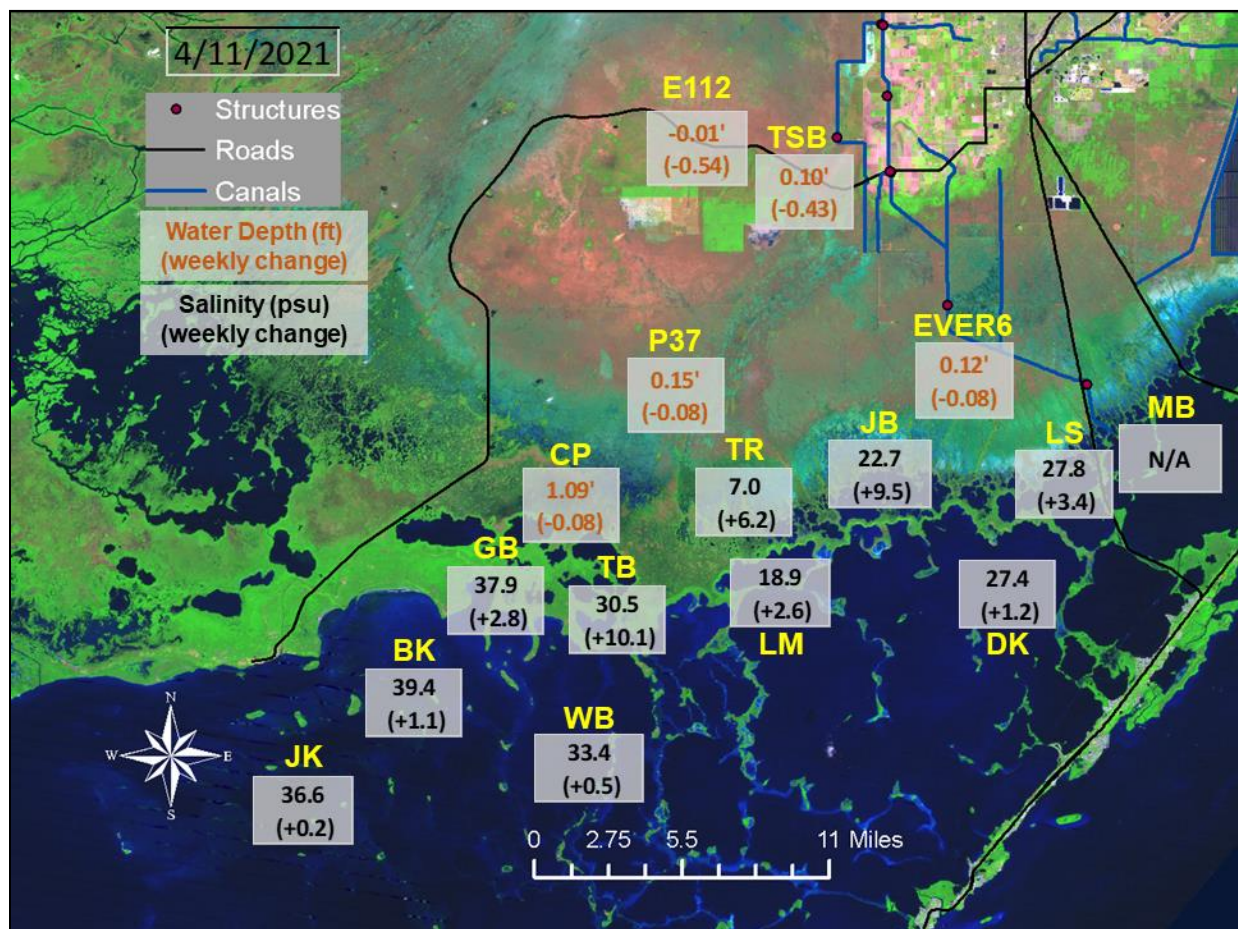 4/11/2021
Structures
Roads
Canals
Water Depth (ft)
(weekly change)
Salinity (psu)
(weekly change)
E112
-0.01'
(-0.54)
TSB
0.10'
(-0.43)
P37
0.15'
(-0.08)
EVER6
0.12'
(-0.08)
CP
1.09'
(-0.08)
TR
7.0
(+6.2)
JB
22.7
(+9.5)
LS
27.8
(+3.4)
MB
N/A
GB
37.9
(+2.8)
TB
30.5
(+10.1)
18.9
(+2.6)
LM
27.4
(+1.2)
DK
BK
39.4
(+1.1)
WB
33.4
(+0.5)
JK
36.6
(+0.2)
N
W E
S
0 2.75 5.5 11 Miles